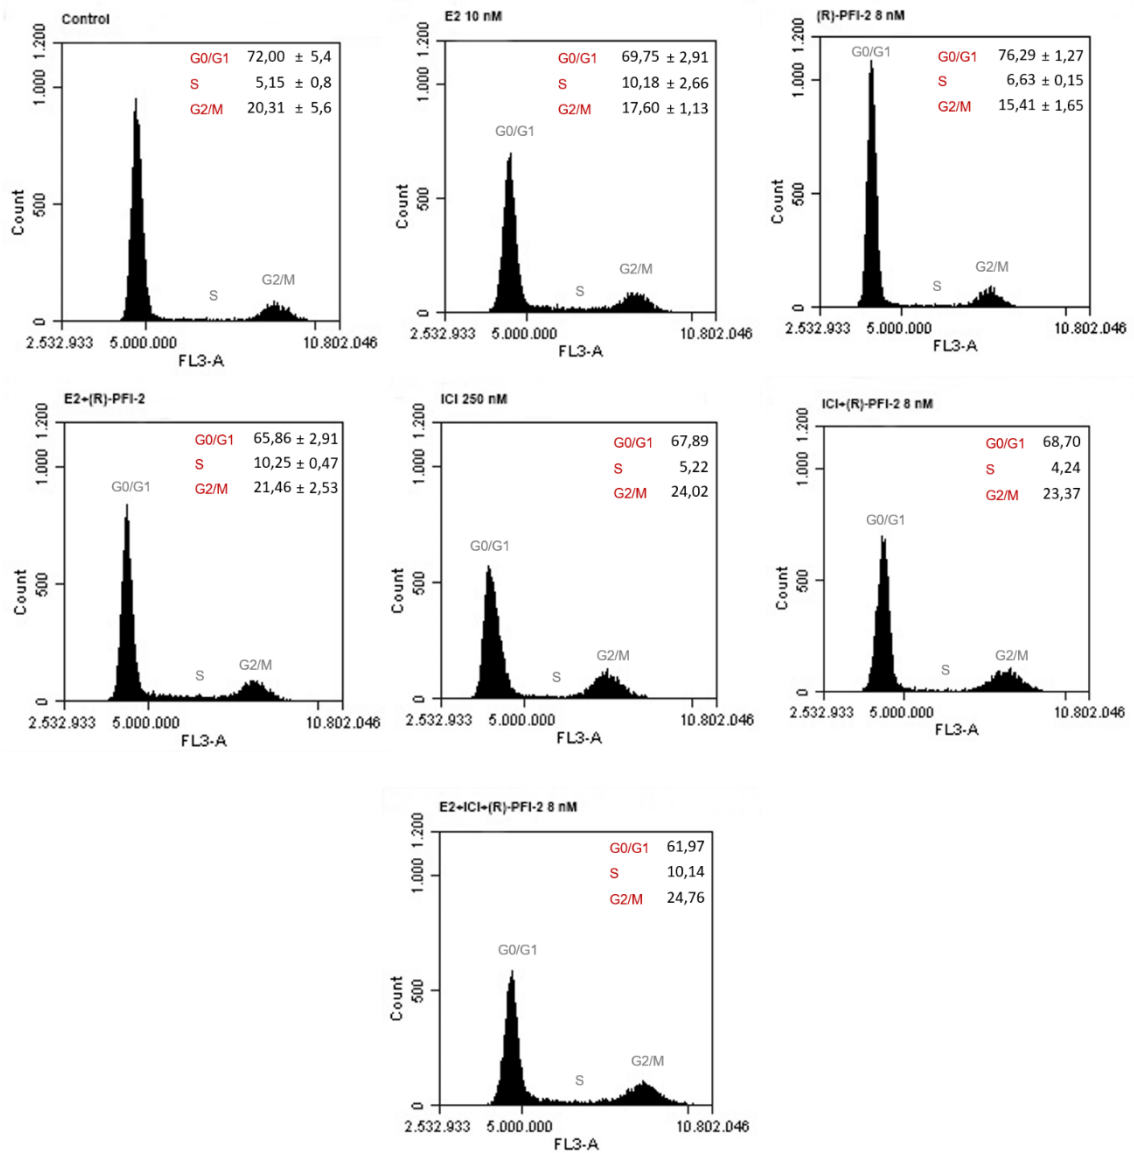 Control
G0/G1 72,00 ± 5,4
S 5,15 ± 0,8
G2/M 20,31 ± 5,6
1.200
1.000
500
0
Count
S
G2/M
2.532.933 5.000.000 10.802.046
FL3-A
E2 10 nM
G0/G1 69,75 ± 2,91
S 10,18 ± 2,66
G2/M 17,60 ± 1,13
1.200
1.000
500
0
Count
G0/G1
S
G2/M
2.532.933 5.000.000 10.802.046
FL3-A
(R)-PFI-2 8 nM
G0/G1 76,29 ± 1,27
S 6,63 ± 0,15
G2/M 15,41 ± 1,65
1.200
1.000
500
0
Count
G0/G1
S
G2/M
2.532.933 5.000.000 10.802.046
FL3-A
E2+(R)-PFI-2
G0/G1 65,86 ± 2,91
S 10,25 ± 0,47
G2/M 21,46 ± 2,53
1.200
1.000
500
0
Count
G0/G1
S
G2/M
2.532.933 5.000.000 10.802.046
FL3-A
ICI 250 nM
G0/G1 67,89
S 5,22
G2/M 24,02
1.200
1.000
500
0
Count
G0/G1
S
G2/M
2.532.933 5.000.000 10.802.046
FL3-A
ICI+(R)-PFI-2 8 nM
G0/G1 68,70
S 4,24
G2/M 23,37
1.200
1.000
500
0
Count
G0/G1
S
G2/M
2.532.933 5.000.000 10.802.046
FL3-A
E2+ICI+(R)-PFI-2 8 nM
G0/G1 61,97
S 10,14
G2/M 24,76
1.200
1.000
500
0
Count
G0/G1
S
G2/M
2.532.933 5.000.000 10.802.046
FL3-A